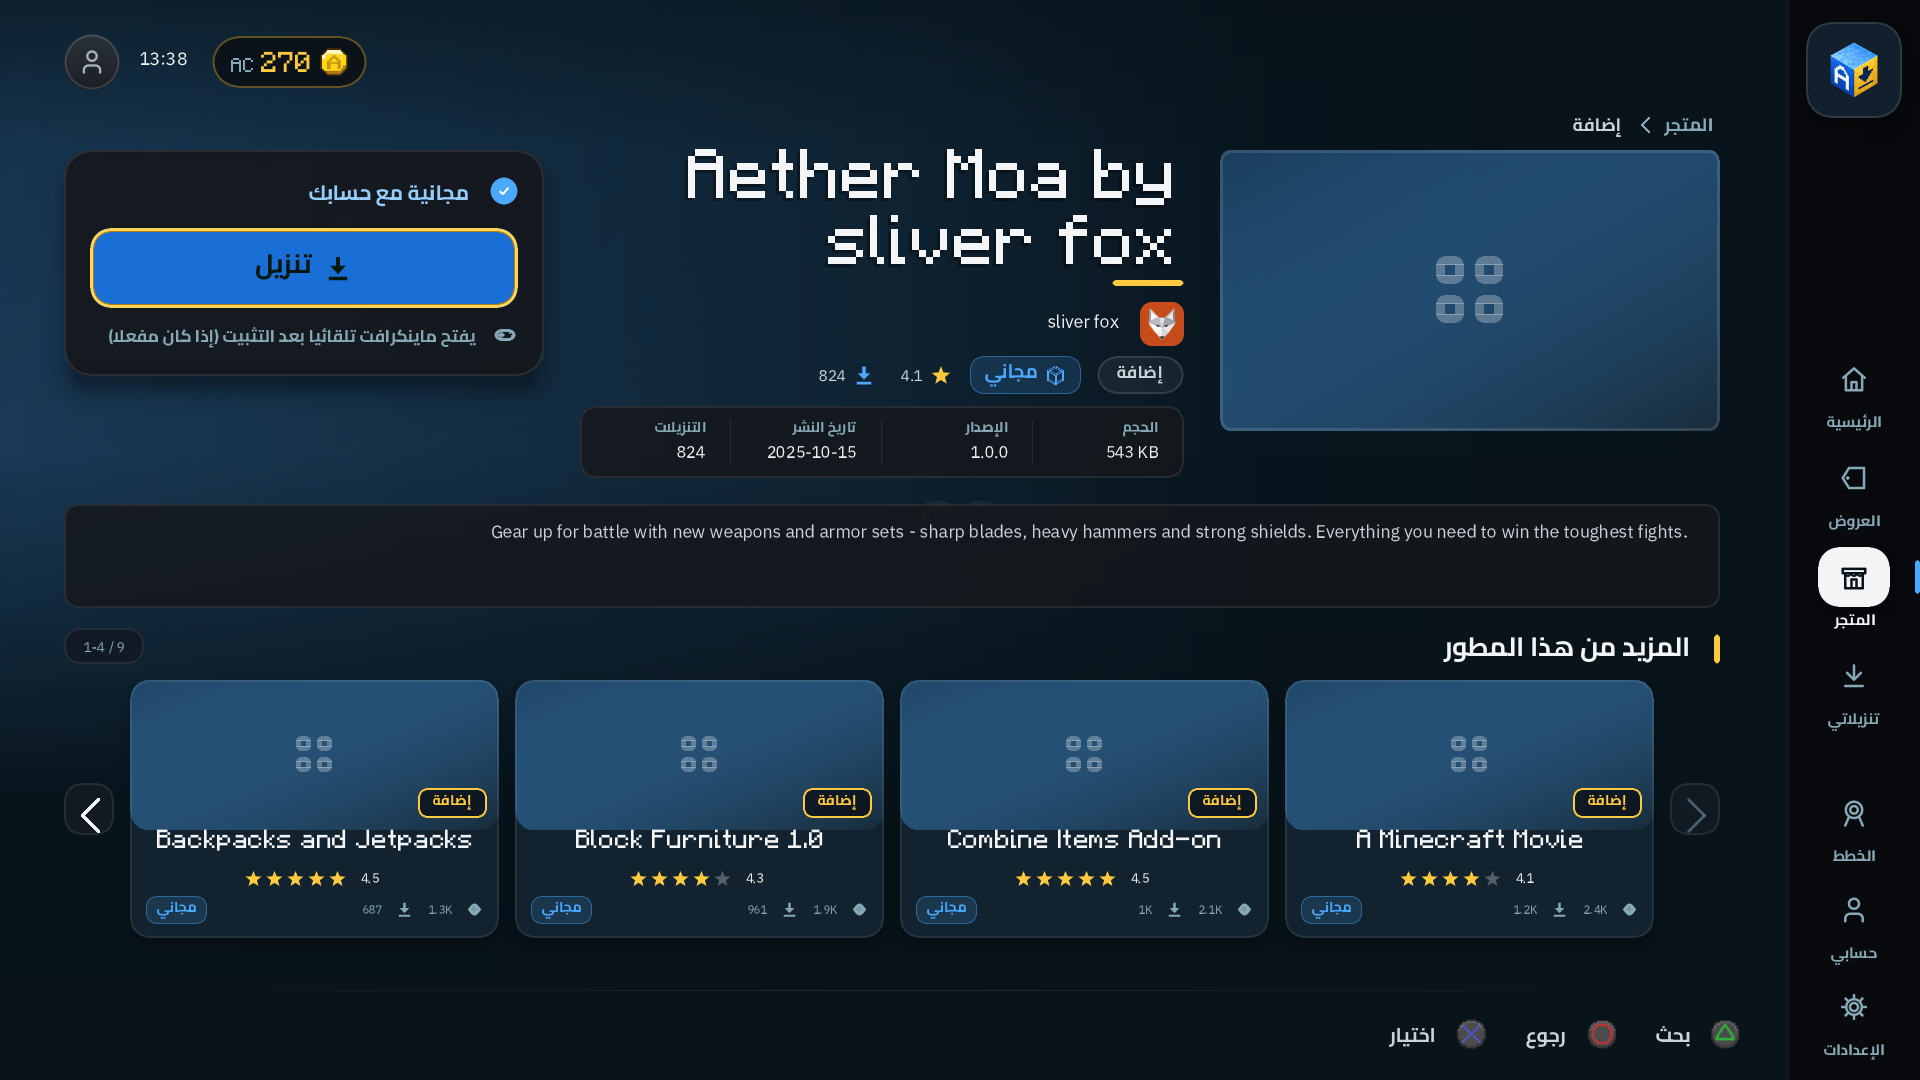 AC 270
13:38
المتجر
إضافة
Aether Moa by
sliver fox
sliver fox
إضافة
مجاني
4.1
824
الحجم
543 KB
الإصدار
1.0.0
تاريخ النشر
2025-10-15
التنزيلات
824
مجانية مع حسابك
تنزيل
يفتح ماينكرافت تلقائيا بعد التثبيت (إذا كان مفعلا)
Gear up for battle with new weapons and armor sets - sharp blades, heavy hammers and strong shields. Everything you need to win the toughest fights.
المزيد من هذا المطور
1-4 / 9
إضافة
A Minecraft Movie
4.1
2.4K
1.2K
مجاني
إضافة
Combine Items Add-on
4.5
2.1K
1K
مجاني
إضافة
Block Furniture 1.0
4.3
1.9K
961
مجاني
إضافة
Backpacks and Jetpacks
4.5
1.3K
687
مجاني
الرئيسية
العروض
المتجر
تنزيلاتي
الخطط
حسابي
الإعدادات
بحث
رجوع
اختيار